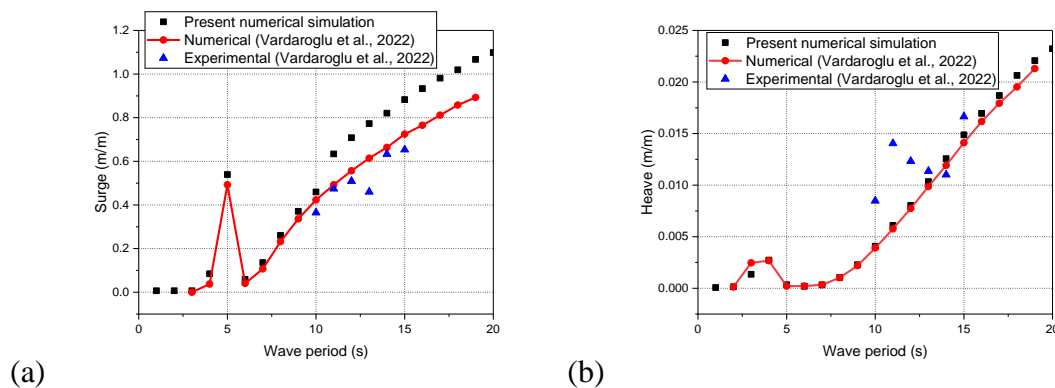 Present numerical simulation
Numerical (Vardaroglu et al., 2022)
Experimental (Vardaroglu et al., 2022)
1.2
1.0
0.8
0.6
0.4
0.2
0.0
Surge (m/m)
0 5 10 15 20
Wave period (s)
(a)
Present numerical simulation
Numerical (Vardaroglu et al., 2022)
Experimental (Vardaroglu et al., 2022)
0.025
0.020
0.015
0.010
0.005
0.000
Heave (m/m)
0 5 10 15 20
Wave period (s)
(b)